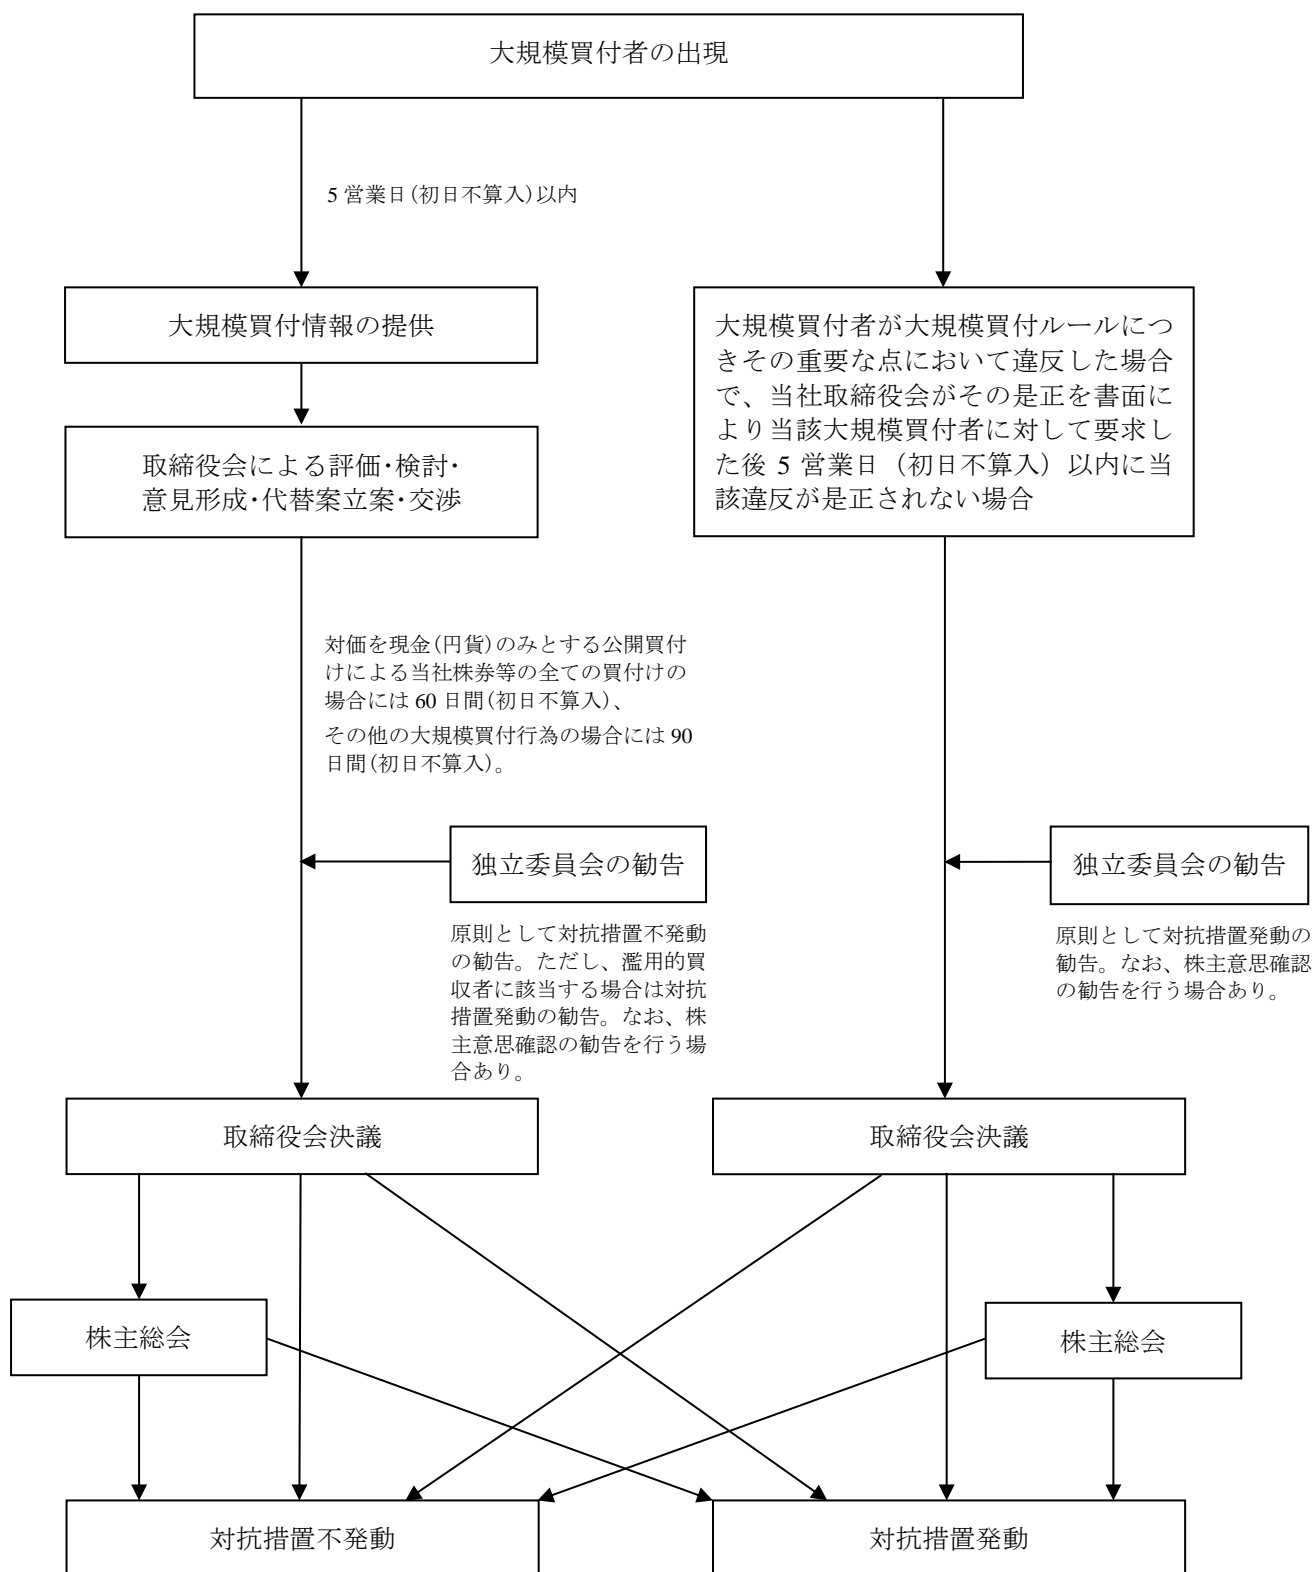 大規模買付者の出現
5 営業日(初日不算入)以内
大規模買付情報の提供
取締役会による評価・検討・
意見形成・代替案立案・交渉
大規模買付者が大規模買付ルールにつ
きその重要な点において違反した場合
で、当社取締役会がその是正を書面に
より当該大規模買付者に対して要求し
た後 5 営業日（初日不算入）以内に当
該違反が是正されない場合
対価を現金(円貨)のみとする公開買付
けによる当社株券等の全ての買付けの
場合には 60 日間(初日不算入)、
その他の大規模買付行為の場合には 90
日間(初日不算入)。
独立委員会の勧告
原則として対抗措置不発動
の勧告。ただし、濫用的買
収者に該当する場合は対抗
措置発動の勧告。なお、株
主意思確認の勧告を行う場
合あり。
独立委員会の勧告
原則として対抗措置発動の
勧告。なお、株主意思確認
の勧告を行う場合あり。
取締役会決議
取締役会決議
株主総会
株主総会
対抗措置不発動
対抗措置発動